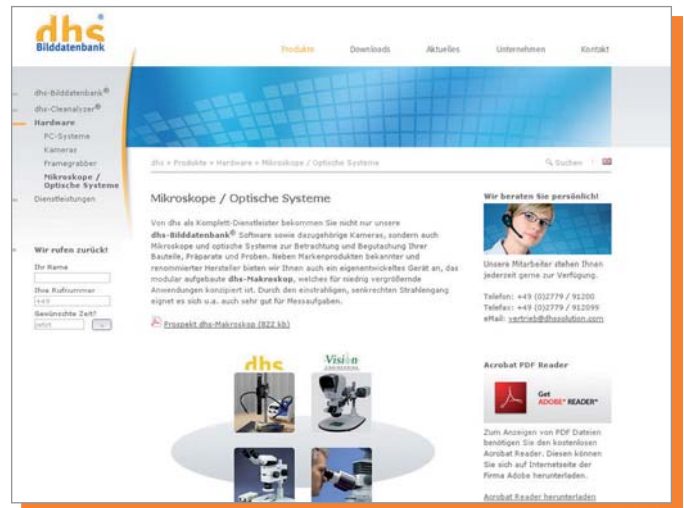 dhs®
Bilddatenbank
Produkte
Downloads
Aktuelles
Unternehmen
Kontakt
dhs-Bilddatenbank®
dhs-Cleanalyzer®
Hardware
PC-Systeme
Kameras
Framegrabber
Mikroskope /
Optische Systeme
Dienstleistungen
Wir rufen zurück!
Ihr Name
Ihre Rufnummer
+49
Gewünschte Zeit?
jetzt
dhs » Produkte » Hardware » Mikroskope / Optische Systeme
Suchen
Mikroskope / Optische Systeme
Von dhs als Komplett-Dienstleister bekommen Sie nicht nur unsere
dhs-Bilddatenbank® Software sowie dazugehörige Kameras, sondern auch
Mikroskope und optische Systeme zur Betrachtung und Begutachung Ihrer
Bauteile, Präparate und Proben. Neben Markenprodukten bekannter und
renommierter Hersteller bieten wir Ihnen auch ein eigenentwickeltes Gerät an, das
modular aufgebaute dhs-Makroskop, welches für niedrig vergrößernde
Anwendungen konzipiert ist. Durch den einstrahligen, senkrechten Strahlengang
eignet es sich u.a. auch sehr gut für Messaufgaben.
Prospekt dhs-Makroskop (822 kb)
dhs
Vision
ENGINEERING
Wir beraten Sie persönlich!
Unsere Mitarbeiter stehen Ihnen
jederzeit gerne zur Verfügung.
Telefon: +49 (0)2779 / 91200
Telefax: +49 (0)2779 / 912099
eMail: vertrieb@dhssolution.com
Acrobat PDF Reader
Get
ADOBE® READER®
Zum Anzeigen von PDF Dateien
benötigen Sie den kostenlosen
Acrobat Reader. Diesen können
Sie sich auf Internetseite der
Firma Adobe herunterladen.
Acrobat Reader herunterladen